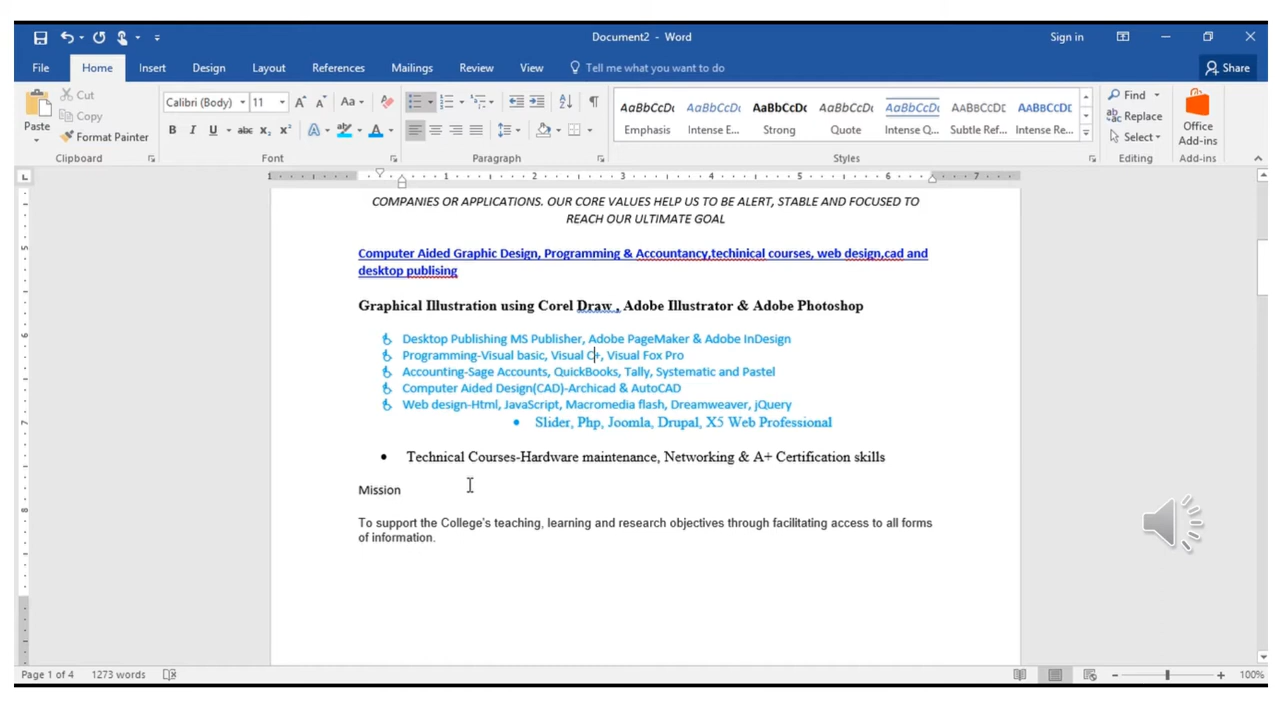 Document2 - Word
Sign in
File Home Insert Design Layout References Mailings Review View Tell me what you want to do Share
Paste
Cut
Copy
Format Painter
Clipboard
Calibri (Body) 11
Font
Paragraph
AaBbCcDc AaBbCcDc AaBbCcDc AaBbCcDc AaBbCcDc AABBCCDC AABBCCDC
Emphasis Intense E... Strong Quote Intense Q... Subtle Ref... Intense Re...
Styles
Find
Replace
Select
Editing
Office
Add-ins
Add-ins
1 1 2 3 4 5 6 7
COMPANIES OR APPLICATIONS. OUR CORE VALUES HELP US TO BE ALERT, STABLE AND FOCUSED TO
REACH OUR ULTIMATE GOAL
Computer Aided Graphic Design, Programming & Accountancy,techinical courses, web design,cad and
desktop publising
Graphical Illustration using Corel Draw , Adobe Illustrator & Adobe Photoshop
Desktop Publishing MS Publisher, Adobe PageMaker & Adobe InDesign
Programming-Visual basic, Visual C+, Visual Fox Pro
Accounting-Sage Accounts, QuickBooks, Tally, Systematic and Pastel
Computer Aided Design(CAD)-Archicad & AutoCAD
Web design-Html, JavaScript, Macromedia flash, Dreamweaver, jQuery
• Slider, Php, Joomla, Drupal, X5 Web Professional
• Technical Courses-Hardware maintenance, Networking & A+ Certification skills
Mission
To support the College's teaching, learning and research objectives through facilitating access to all forms
of information.
Page 1 of 4 1273 words
100%